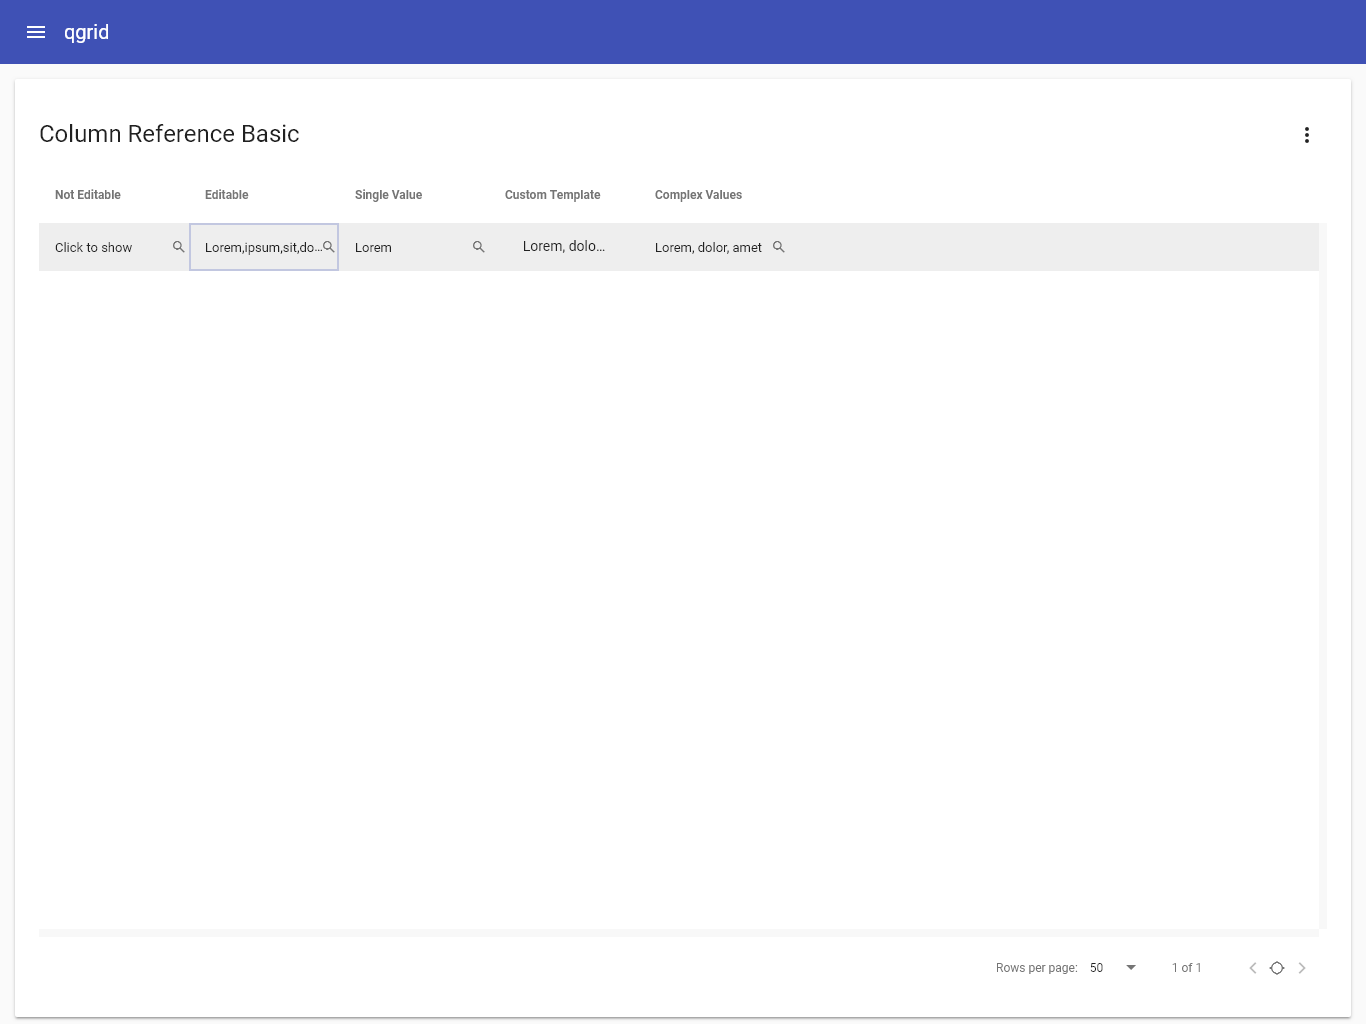 qgrid
Column Reference Basic
Not Editable Editable Single Value Custom Template Complex Values
Click to show Lorem,ipsum,sit,do... Lorem Lorem, dolo... Lorem, dolor, amet
Rows per page: 50 1 of 1